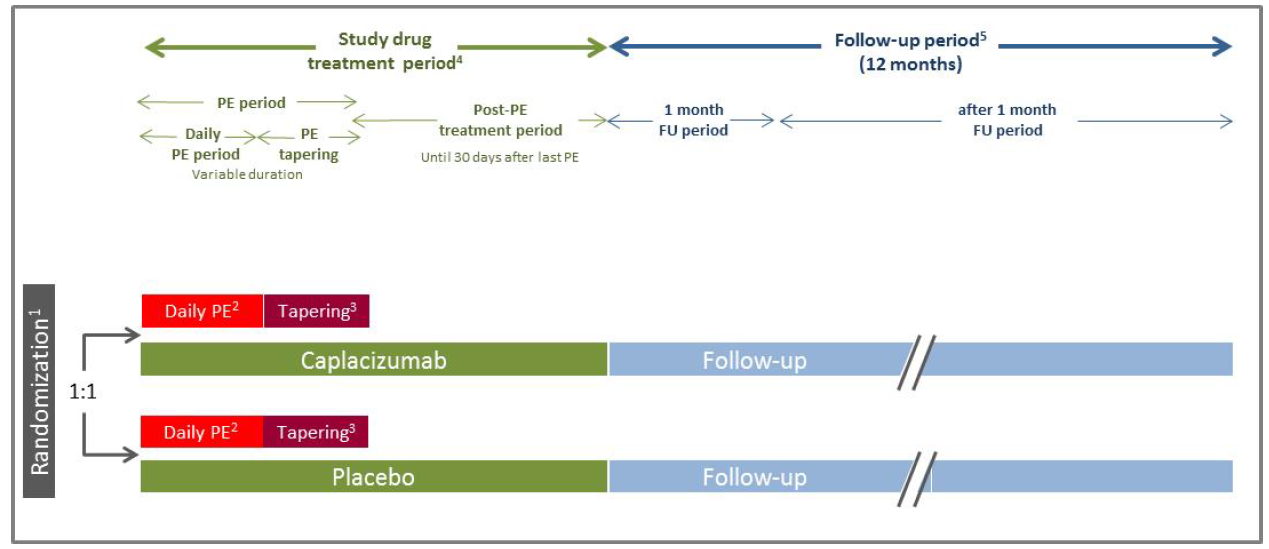 Study drug
treatment period⁴
Follow-up period⁵
(12 months)
PE period
Post-PE
treatment period
Until 30 days after last PE
1 month
FU period
after 1 month
FU period
Daily
PE period
PE
tapering
Variable duration
Randomization¹
1:1
Daily PE²
Tapering³
Caplacizumab
Follow-up
Daily PE²
Tapering³
Placebo
Follow-up